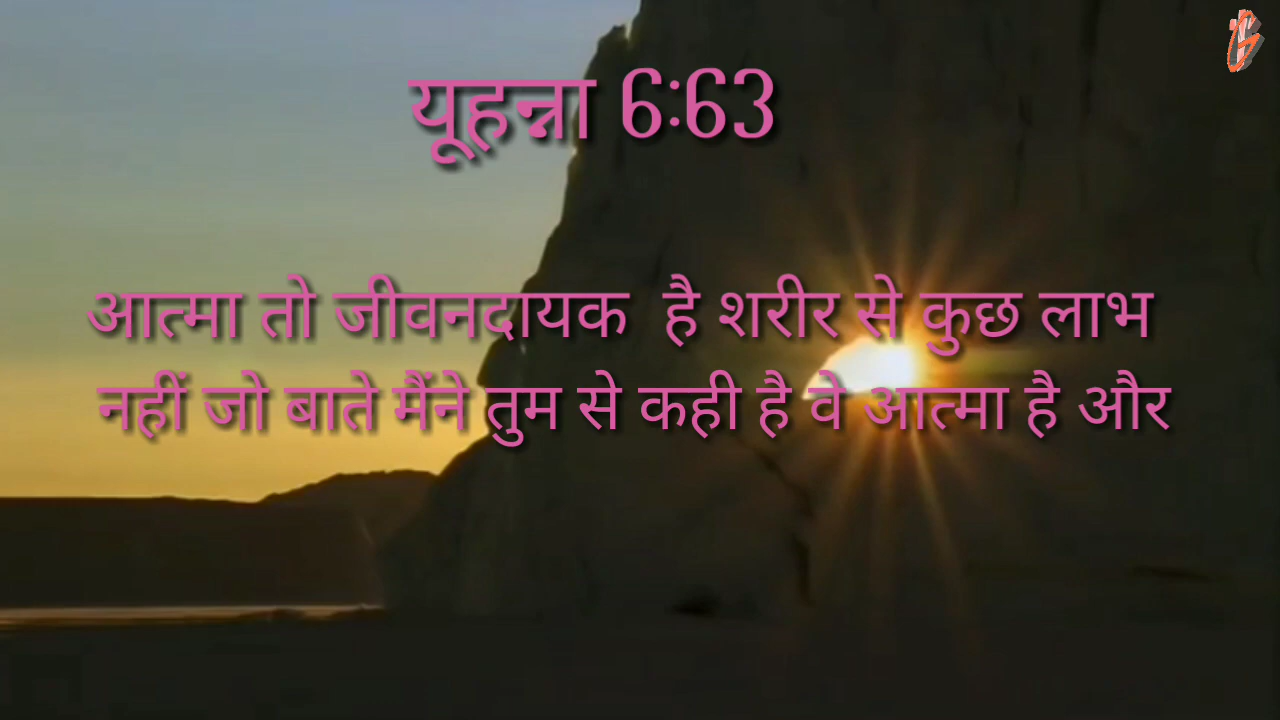 यूहन्ना 6:63
आत्मा तो जीवनदायक है शरीर से कुछ लाभ
नहीं जो बाते मैंने तुम से कही है वे आत्मा है और